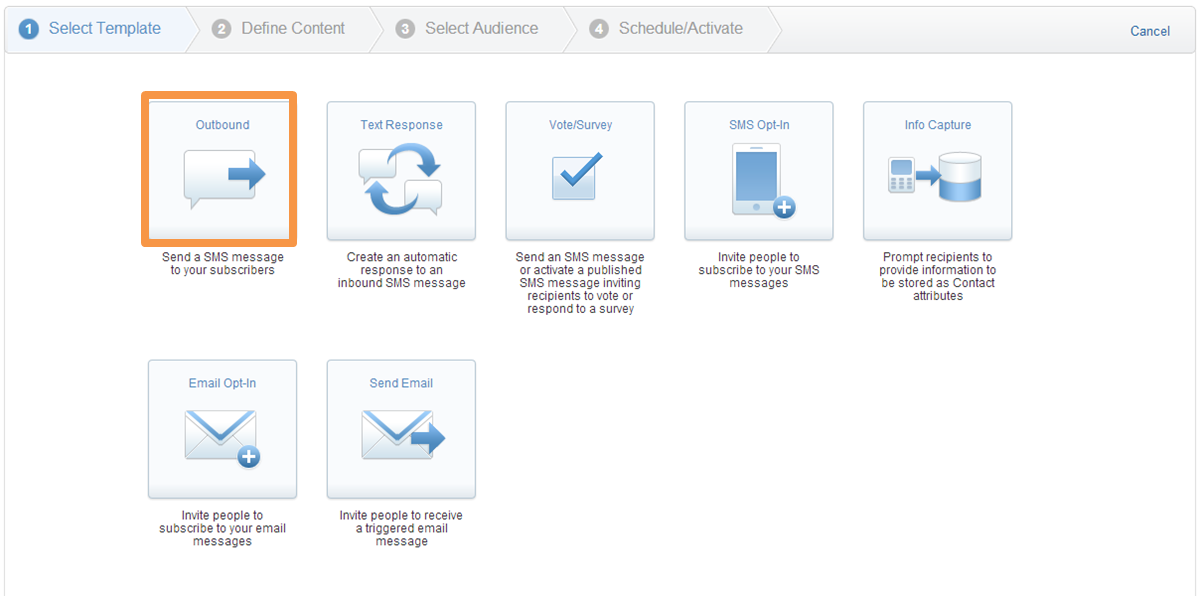 1 Select Template
2 Define Content
3 Select Audience
4 Schedule/Activate
Cancel
Outbound
Send a SMS message
to your subscribers
Text Response
Create an automatic
response to an
inbound SMS message
Vote/Survey
Send an SMS message
or activate a published
SMS message inviting
recipients to vote or
respond to a survey
SMS Opt-In
Invite people to
subscribe to your SMS
messages
Info Capture
Prompt recipients to
provide information to
be stored as Contact
attributes
Email Opt-In
Invite people to
subscribe to your email
messages
Send Email
Invite people to receive
a triggered email
message